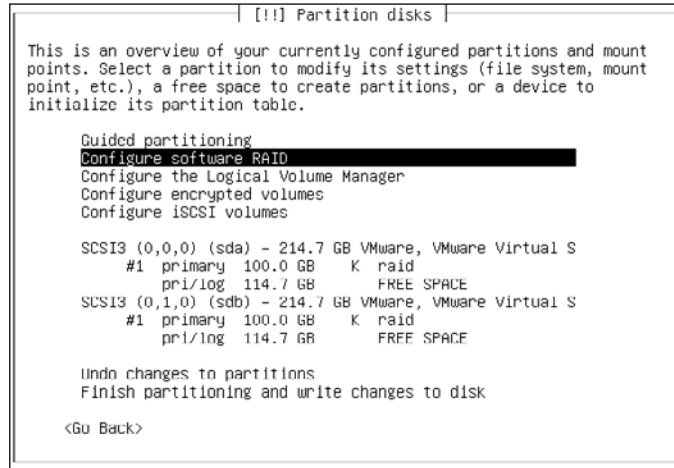 [!!] Partition disks
This is an overview of your currently configured partitions and mount
points. Select a partition to modify its settings (file system, mount
point, etc.), a free space to create partitions, or a device to
initialize its partition table.
Guided partitioning
Configure software RAID
Configure the Logical Volume Manager
Configure encrypted volumes
Configure iSCSI volumes
SCSI3 (0,0,0) (sda) - 214.7 GB VMware, VMware Virtual S
#1 primary 100.0 GB K raid
pri/log 114.7 GB FREE SPACE
SCSI3 (0,1,0) (sdb) - 214.7 GB VMware, VMware Virtual S
#1 primary 100.0 GB K raid
pri/log 114.7 GB FREE SPACE
Undo changes to partitions
Finish partitioning and write changes to disk
<Go Back>